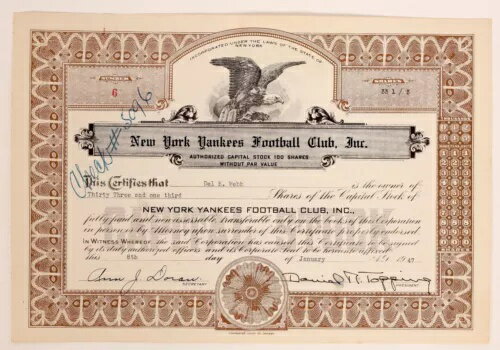 INCORPORATED UNDER THE LAWS OF THE STATE OF
NEW YORK
NUMBER
6
SHARES
33 1/3
New York Yankees Football Club, Inc.
AUTHORIZED CAPITAL STOCK 100 SHARES
WITHOUT PAR VALUE
Check #
This Certifies that Del E. Webb is the owner of
Thirty Three and one third Shares of the Capital Stock of
NEW YORK YANKEES FOOTBALL CLUB, INC.,
fully paid and non assessable, transferable only on the books of this Corporation
in person or by Attorney upon surrender of this Certificate properly endorsed.
IN WITNESS WHEREOF, the said Corporation has caused this Certificate to be signed
by its duly authorized officers and its Corporate Seal to be hereunto affixed
this 8th day of January 1947.
Ann J. Doran
SECRETARY
Daniel R. Topping
PRESIDENT